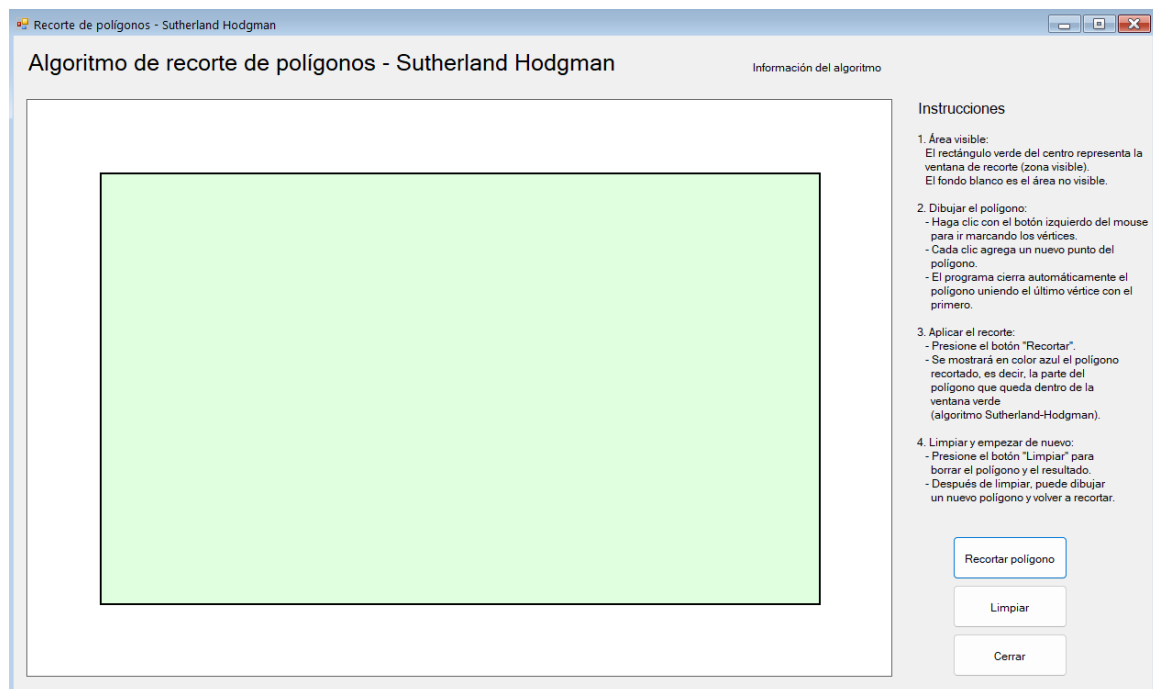 Recorte de polígonos - Sutherland Hodgman
Algoritmo de recorte de polígonos - Sutherland Hodgman
Información del algoritmo
Instrucciones
1. Área visible:
El rectángulo verde del centro representa la
ventana de recorte (zona visible).
El fondo blanco es el área no visible.
2. Dibujar el polígono:
- Haga clic con el botón izquierdo del mouse
para ir marcando los vértices.
- Cada clic agrega un nuevo punto del
polígono.
- El programa cierra automáticamente el
polígono uniendo el último vértice con el
primero.
3. Aplicar el recorte:
- Presione el botón "Recortar".
- Se mostrará en color azul el polígono
recortado, es decir, la parte del
polígono que queda dentro de la
ventana verde
(algoritmo Sutherland-Hodgman).
4. Limpiar y empezar de nuevo:
- Presione el botón "Limpiar" para
borrar el polígono y el resultado.
- Después de limpiar, puede dibujar
un nuevo polígono y volver a recortar.
Recortar polígono
Limpiar
Cerrar